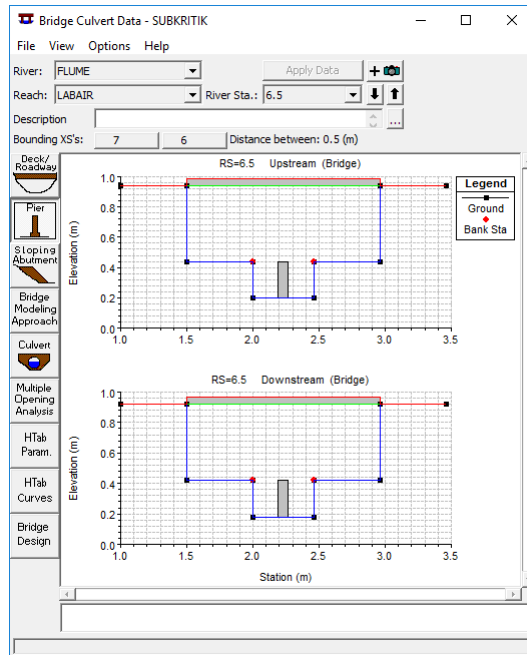 Bridge Culvert Data - SUBKRITIK
File View Options Help
River: FLUME Apply Data +
Reach: LABAIR River Sta.: 6.5
Description ...
Bounding XS's: 7 6 Distance between: 0.5 (m)
Deck/
Roadway
Pier
Sloping
Abutment
Bridge
Modeling
Approach
Culvert
Multiple
Opening
Analysis
HTab
Param.
HTab
Curves
Bridge
Design
RS=6.5 Upstream (Bridge)
Elevation (m)
1.0
0.8
0.6
0.4
0.2
0.0
1.0 1.5 2.0 2.5 3.0 3.5
Legend
Ground
Bank Sta
RS=6.5 Downstream (Bridge)
Elevation (m)
1.0
0.8
0.6
0.4
0.2
0.0
1.0 1.5 2.0 2.5 3.0 3.5
Station (m)